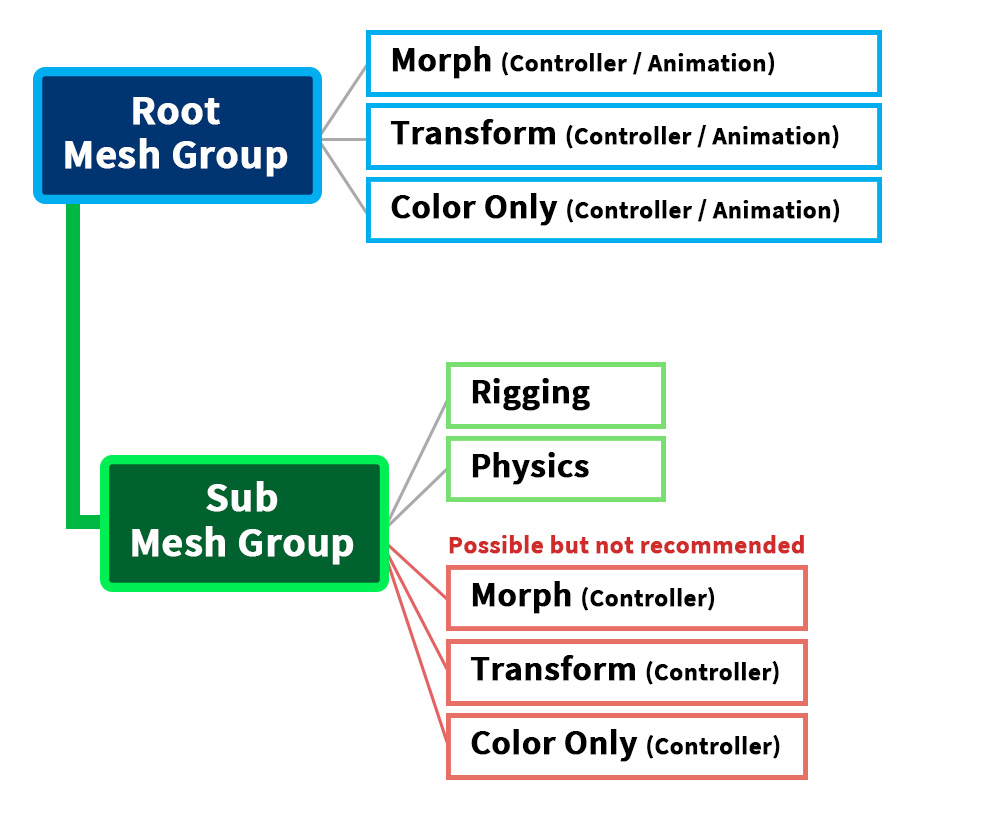 Root
Mesh Group
Morph (Controller / Animation)
Transform (Controller / Animation)
Color Only (Controller / Animation)
Sub
Mesh Group
Rigging
Physics
Possible but not recommended
Morph (Controller)
Transform (Controller)
Color Only (Controller)